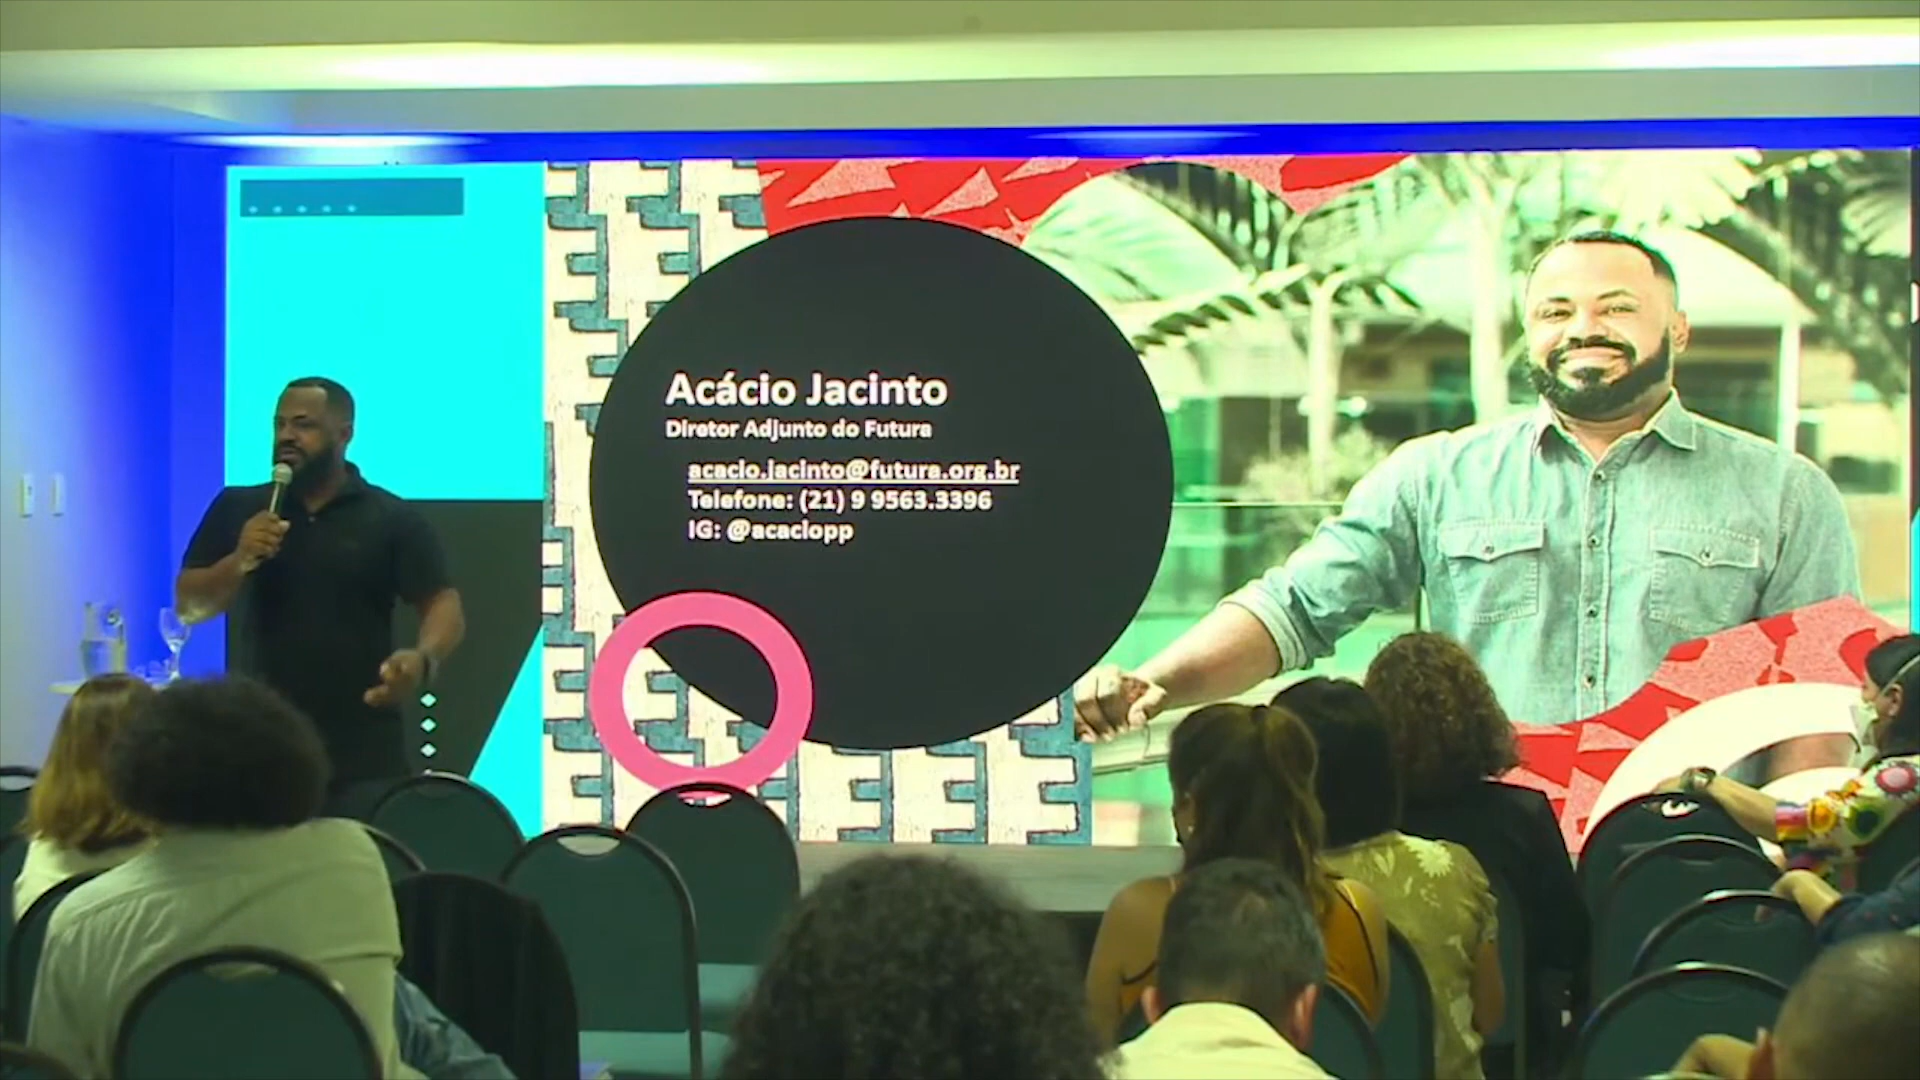 Acácio Jacinto
Diretor Adjunto do Futura
acacio.jacinto@futura.org.br
Telefone: (21) 9 9563.3396
IG: @acaciopp